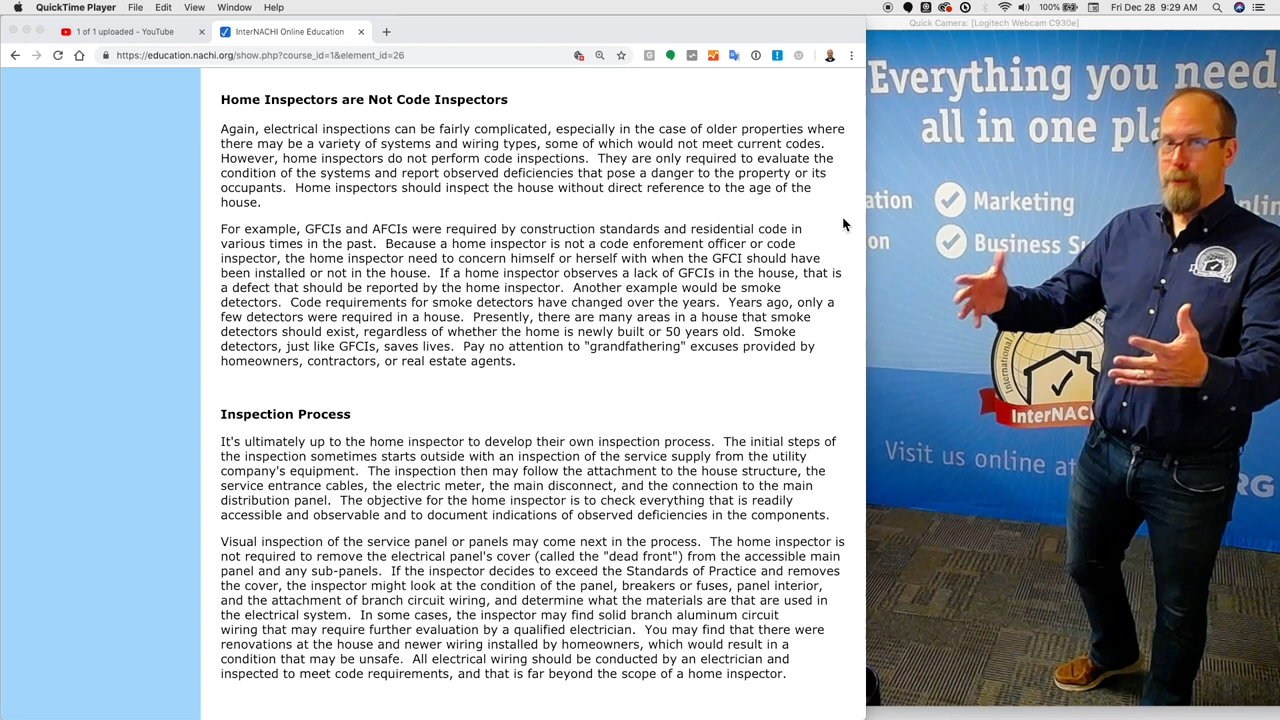 QuickTime Player File Edit View Window Help 100% Fri Dec 28 9:29 AM
Quick Camera: [Logitech Webcam C930e]
1 of 1 uploaded - YouTube InterNACHI Online Education
https://education.nachi.org/show.php?course_id=1&element_id=26
Home Inspectors are Not Code Inspectors
Again, electrical inspections can be fairly complicated, especially in the case of older properties where
there may be a variety of systems and wiring types, some of which would not meet current codes.
However, home inspectors do not perform code inspections. They are only required to evaluate the
condition of the systems and report observed deficiencies that pose a danger to the property or its
occupants. Home inspectors should inspect the house without direct reference to the age of the
house.
For example, GFCIs and AFCIs were required by construction standards and residential code in
various times in the past. Because a home inspector is not a code enforement officer or code
inspector, the home inspector need to concern himself or herself with when the GFCI should have
been installed or not in the house. If a home inspector observes a lack of GFCIs in the house, that is
a defect that should be reported by the home inspector. Another example would be smoke
detectors. Code requirements for smoke detectors have changed over the years. Years ago, only a
few detectors were required in a house. Presently, there are many areas in a house that smoke
detectors should exist, regardless of whether the home is newly built or 50 years old. Smoke
detectors, just like GFCIs, saves lives. Pay no attention to "grandfathering" excuses provided by
homeowners, contractors, or real estate agents.
Inspection Process
It's ultimately up to the home inspector to develop their own inspection process. The initial steps of
the inspection sometimes starts outside with an inspection of the service supply from the utility
company's equipment. The inspection then may follow the attachment to the house structure, the
service entrance cables, the electric meter, the main disconnect, and the connection to the main
distribution panel. The objective for the home inspector is to check everything that is readily
accessible and observable and to document indications of observed deficiencies in the components.
Visual inspection of the service panel or panels may come next in the process. The home inspector is
not required to remove the electrical panel's cover (called the "dead front") from the accessible main
panel and any sub-panels. If the inspector decides to exceed the Standards of Practice and removes
the cover, the inspector might look at the condition of the panel, breakers or fuses, panel interior,
and the attachment of branch circuit wiring, and determine what the materials are that are used in
the electrical system. In some cases, the inspector may find solid branch aluminum circuit
wiring that may require further evaluation by a qualified electrician. You may find that there were
renovations at the house and newer wiring installed by homeowners, which would result in a
condition that may be unsafe. All electrical wiring should be conducted by an electrician and
inspected to meet code requirements, and that is far beyond the scope of a home inspector.
Everything you need,
all in one pla
ation Marketing nlin
on Business S
International
InterNACH
Visit us online at RG